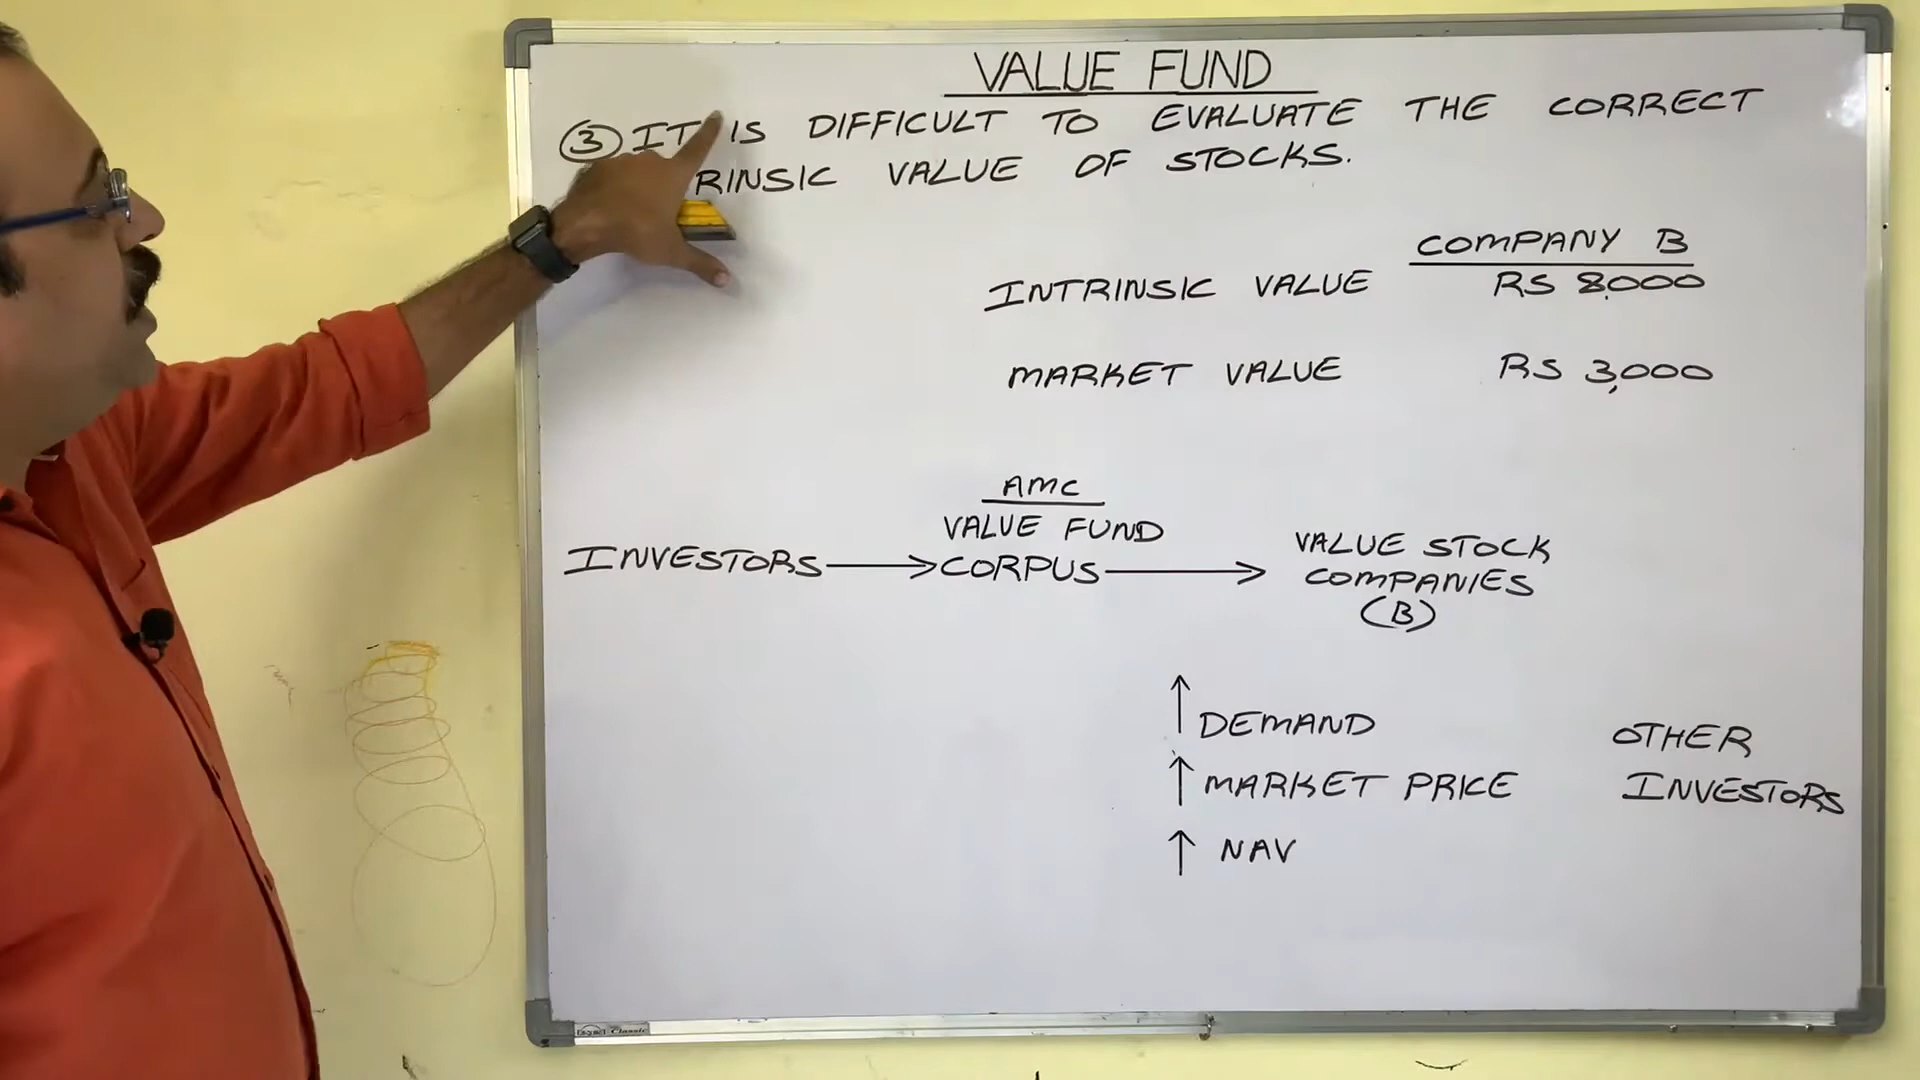 VALUE FUND
③ IT IS DIFFICULT TO EVALUATE THE CORRECT
RINSIC VALUE OF STOCKS.
COMPANY B
INTRINSIC VALUE RS 8,000
MARKET VALUE RS 3,000
AMC
VALUE FUND
INVESTORS → CORPUS → VALUE STOCK
COMPANIES
(B)
↑ DEMAND
↑ MARKET PRICE
↑ NAV
OTHER
INVESTORS
Classic